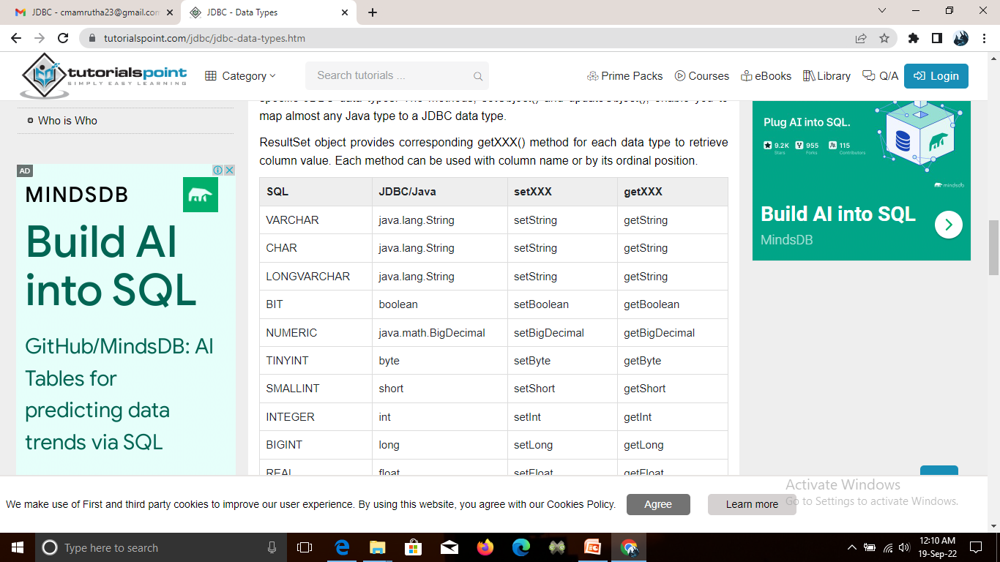 JDBC - cmamrutha23@gmail.com
JDBC - Data Types
tutorialspoint.com/jdbc/jdbc-data-types.htm
tutorialspoint
SIMPLY EASY LEARNING
Category
Search tutorials ...
Prime Packs
Courses
eBooks
Library
Q/A
Login
Who is Who
AD
MINDSDB
Build AI
into SQL
GitHub/MindsDB: AI
Tables for
predicting data
trends via SQL
map almost any Java type to a JDBC data type.
ResultSet object provides corresponding getXXX() method for each data type to retrieve
column value. Each method can be used with column name or by its ordinal position.
SQL JDBC/Java setXXX getXXX
VARCHAR java.lang.String setString getString
CHAR java.lang.String setString getString
LONGVARCHAR java.lang.String setString getString
BIT boolean setBoolean getBoolean
NUMERIC java.math.BigDecimal setBigDecimal getBigDecimal
TINYINT byte setByte getByte
SMALLINT short setShort getShort
INTEGER int setInt getInt
BIGINT long setLong getLong
REAL float setFloat getFloat
Plug AI into SQL.
9.2K 955 115
Stars Forks Contributors
mindsdb
Build AI into SQL
MindsDB
We make use of First and third party cookies to improve our user experience. By using this website, you agree with our Cookies Policy.
Agree
Learn more
Activate Windows
Go to Settings to activate Windows.
Type here to search
12:10 AM
19-Sep-22